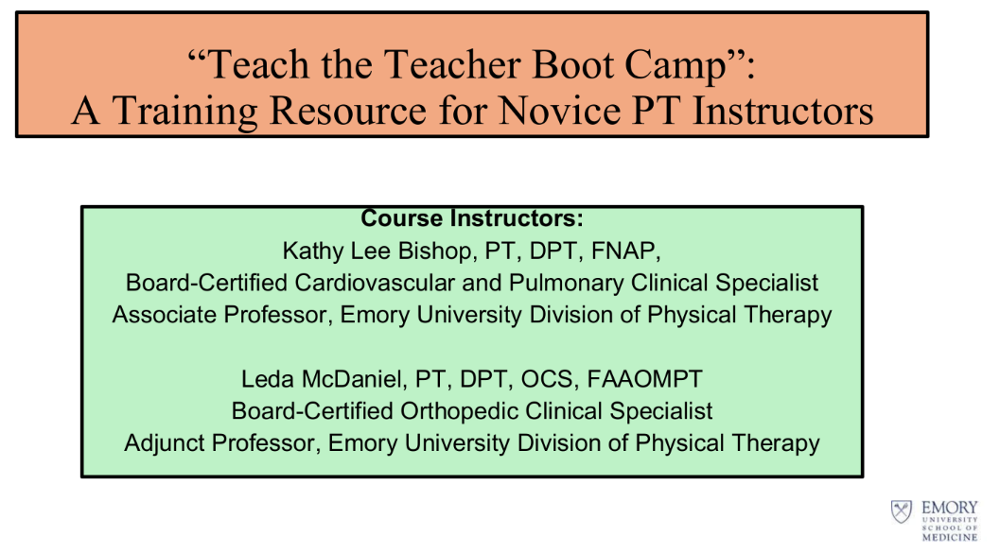 “Teach the Teacher Boot Camp”:
A Training Resource for Novice PT Instructors
Course Instructors:
Kathy Lee Bishop, PT, DPT, FNAP,
Board-Certified Cardiovascular and Pulmonary Clinical Specialist
Associate Professor, Emory University Division of Physical Therapy
Leda McDaniel, PT, DPT, OCS, FAAOMPT
Board-Certified Orthopedic Clinical Specialist
Adjunct Professor, Emory University Division of Physical Therapy
EMORY
UNIVERSITY
SCHOOL OF
MEDICINE